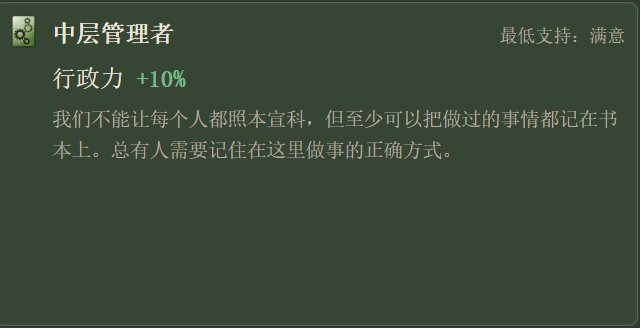 中层管理者
最低支持：满意
行政力 +10%
我们不能让每个人都照本宣科，但至少可以把做过的事情都记在书
本上。总有人需要记住在这里做事的正确方式。